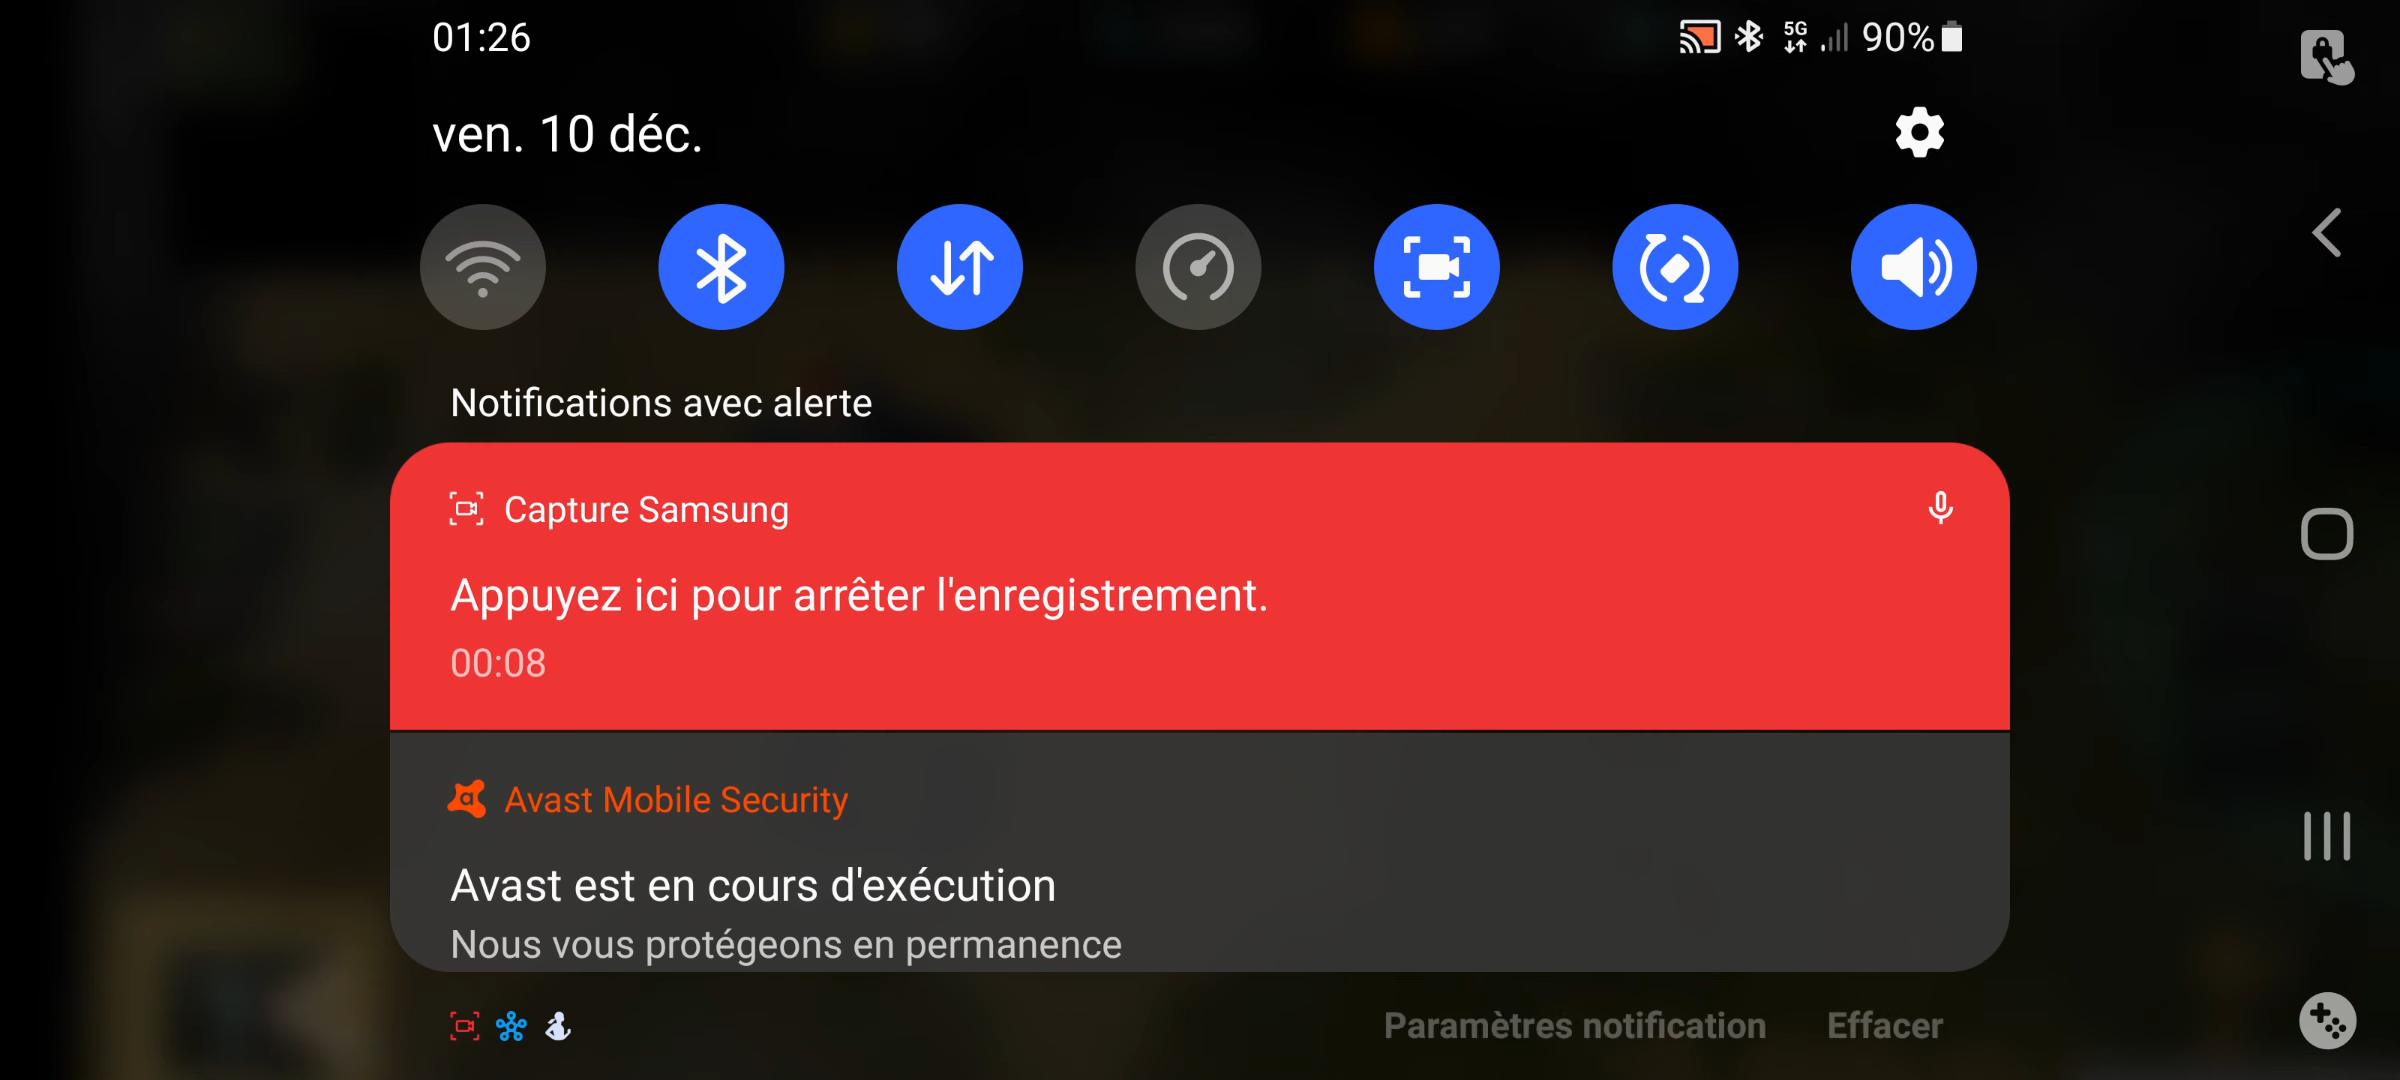 01:26
5G 90%
ven. 10 déc.
Notifications avec alerte
Capture Samsung
Appuyez ici pour arrêter l'enregistrement.
00:08
Avast Mobile Security
Avast est en cours d'exécution
Nous vous protégeons en permanence
Paramètres notification Effacer